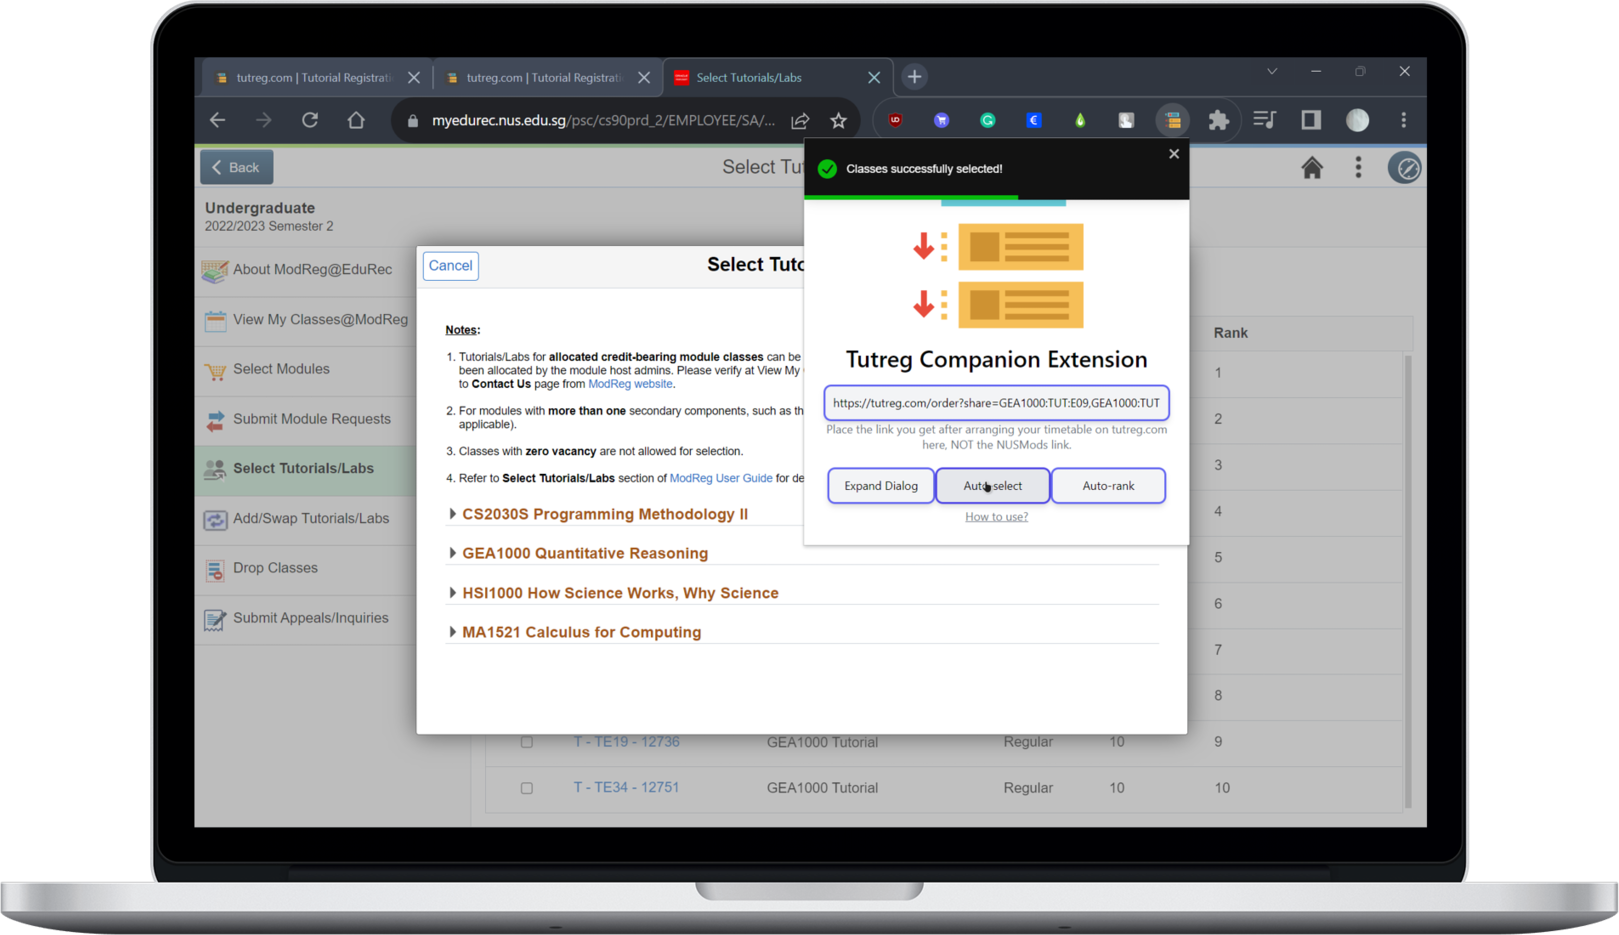 tutreg.com | Tutorial Registrati
tutreg.com | Tutorial Registrati
Select Tutorials/Labs
myedurec.nus.edu.sg/psc/cs90prd_2/EMPLOYEE/SA/...
Back
Select Tut
Classes successfully selected!
Undergraduate
2022/2023 Semester 2
About ModReg@EduRec
View My Classes@ModReg
Select Modules
Submit Module Requests
Select Tutorials/Labs
Add/Swap Tutorials/Labs
Drop Classes
Submit Appeals/Inquiries
Cancel
Select Tuto
Notes:
1. Tutorials/Labs for allocated credit-bearing module classes can be
been allocated by the module host admins. Please verify at View My
to Contact Us page from ModReg website.
2. For modules with more than one secondary components, such as th
applicable).
3. Classes with zero vacancy are not allowed for selection.
4. Refer to Select Tutorials/Labs section of ModReg User Guide for de
CS2030S Programming Methodology II
GEA1000 Quantitative Reasoning
HSI1000 How Science Works, Why Science
MA1521 Calculus for Computing
Tutreg Companion Extension
https://tutreg.com/order?share=GEA1000:TUT:E09,GEA1000:TUT
Place the link you get after arranging your timetable on tutreg.com
here, NOT the NUSMods link.
Expand Dialog
Auto-select
Auto-rank
How to use?
Rank
1
2
3
4
5
6
7
8
T - TE19 - 12736 GEA1000 Tutorial Regular 10 9
T - TE34 - 12751 GEA1000 Tutorial Regular 10 10